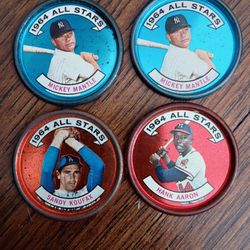 1964 ALL STARS
MICKEY MANTLE
1964 ALL STARS
MICKEY MANTLE
1964 ALL STARS
SANDY KOUFAX
1964 ALL STARS
HANK AARON